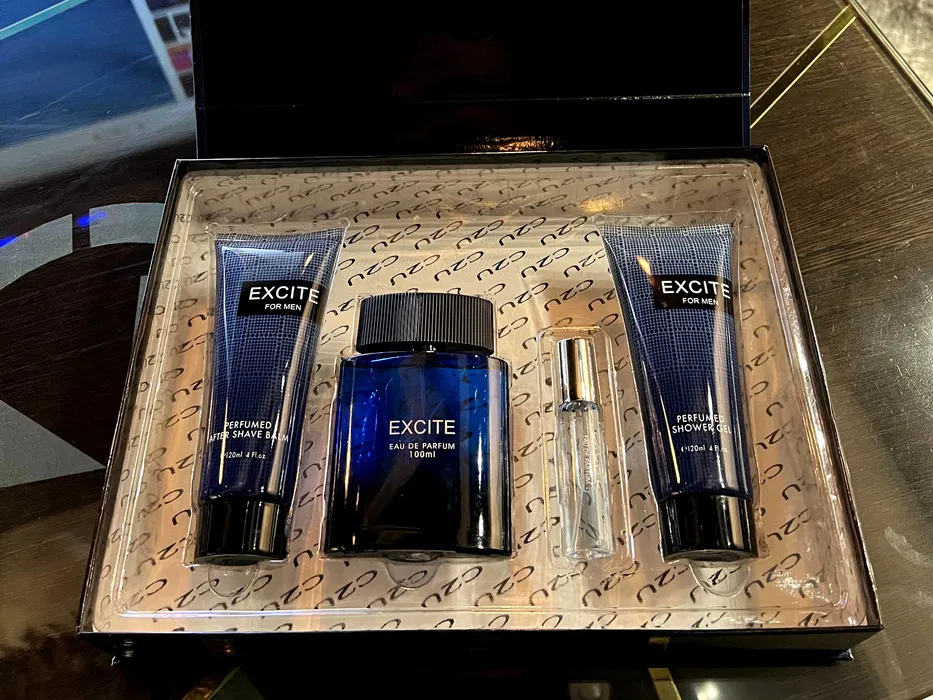 EXCITE
FOR MEN
PERFUMED
AFTER SHAVE BALM
℮120ml 4 Fl.oz.
EXCITE
EAU DE PARFUM
100ml
EXCITE
FOR MEN
PERFUMED
SHOWER GEL
℮120ml 4 Fl.oz.
C2U